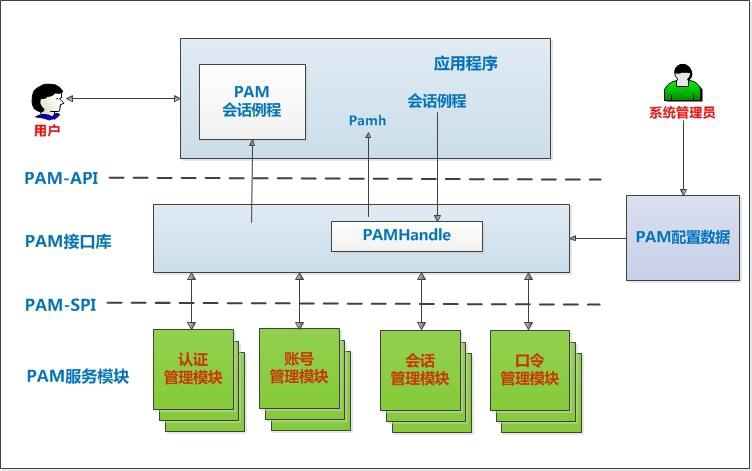 应用程序
PAM
会话例程
会话例程
Pamh
用户
系统管理员
PAM-API
PAM接口库
PAMHandle
PAM配置数据
PAM-SPI
PAM服务模块
认证
管理模块
账号
管理模块
会话
管理模块
口令
管理模块